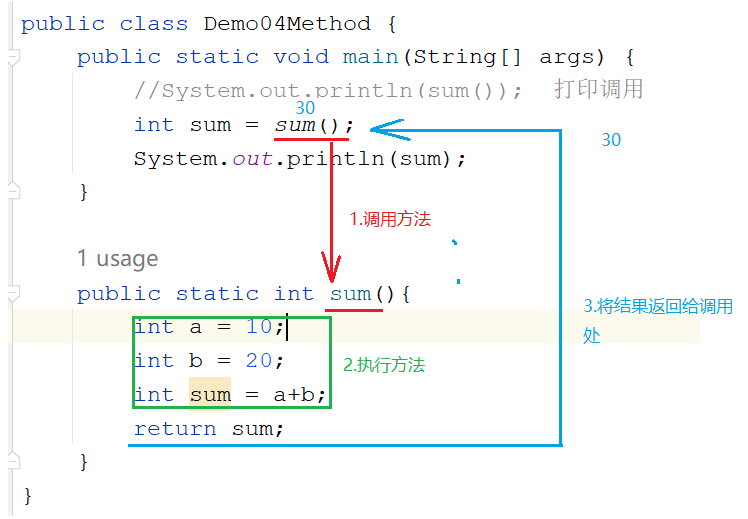 public class Demo04Method {
public static void main(String[] args) {
//System.out.println(sum()); 打印调用
30
int sum = sum();
30
System.out.println(sum);
}
1.调用方法
1 usage
public static int sum(){
3.将结果返回给调用
处
int a = 10;
int b = 20;
2.执行方法
int sum = a+b;
return sum;
}
}